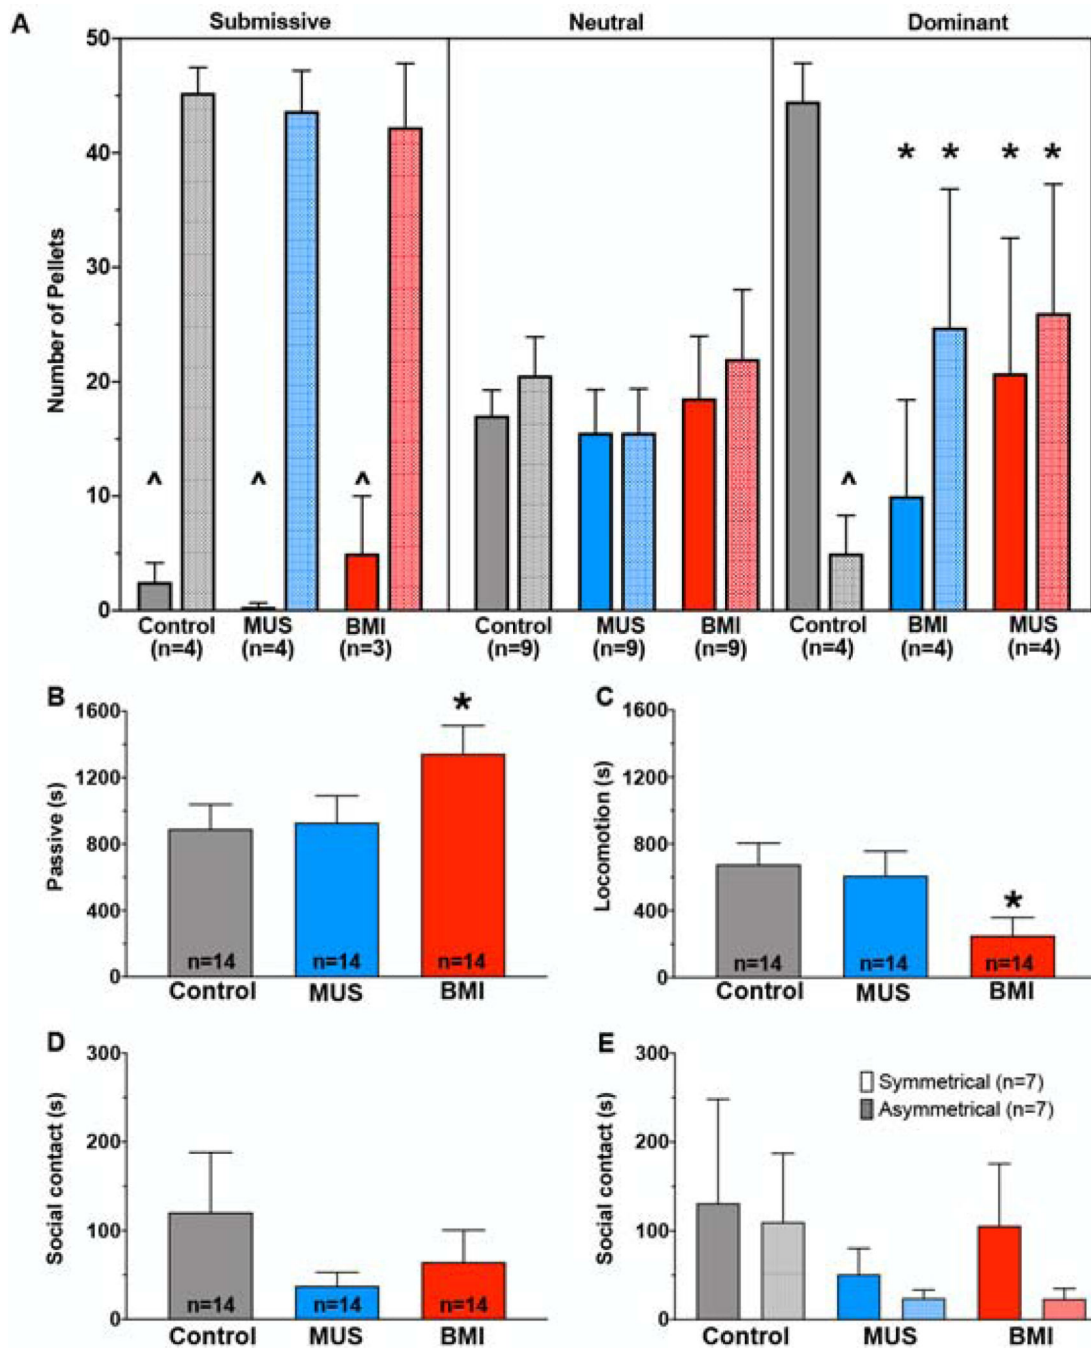 A
Submissive Neutral Dominant
50
40
30
20
10
0
Number of Pellets
^ ^ ^ ^ * * * *
Control MUS BMI Control MUS BMI Control BMI MUS
(n=4) (n=4) (n=3) (n=9) (n=9) (n=9) (n=4) (n=4) (n=4)
B
1600
1200
800
400
0
Passive (s)
*
n=14 n=14 n=14
Control MUS BMI
C
1600
1200
800
400
0
Locomotion (s)
*
n=14 n=14 n=14
Control MUS BMI
D
300
200
100
0
Social contact (s)
n=14 n=14 n=14
Control MUS BMI
E
300
200
100
0
Social contact (s)
Symmetrical (n=7)
Asymmetrical (n=7)
Control MUS BMI